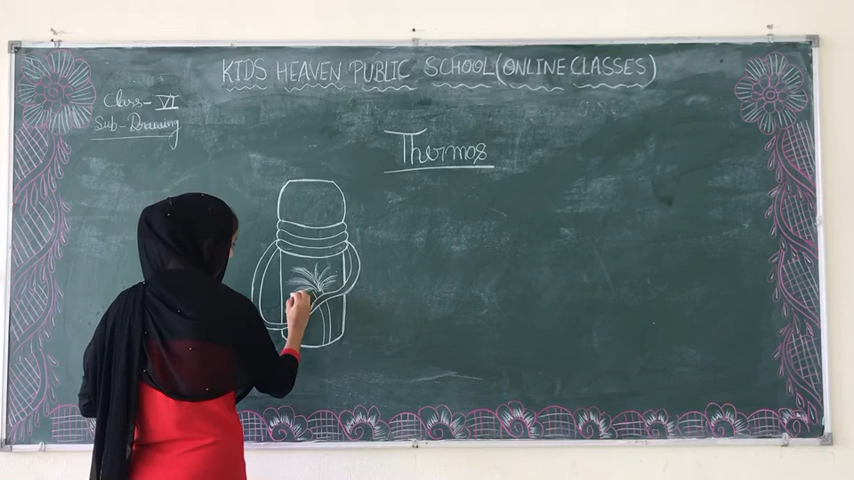 KIDS HEAVEN PUBLIC SCHOOL (ONLINE CLASSES)
Class - VI
Sub - Drawing
Thermos